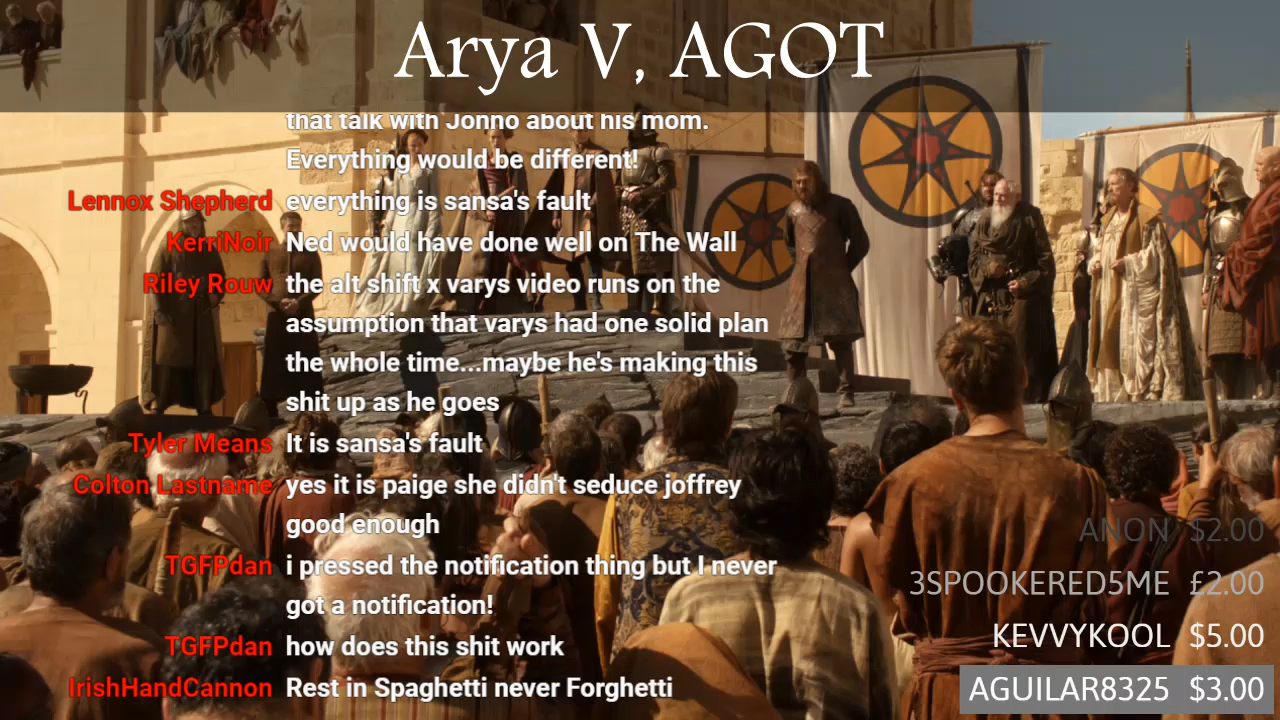 Arya V, AGOT
that talk with Jonno about his mom.
Everything would be different!
Lennox Shepherd everything is sansa's fault
KerriNoir Ned would have done well on The Wall
Riley Rouw the alt shift x varys video runs on the
assumption that varys had one solid plan
the whole time...maybe he's making this
shit up as he goes
Tyler Means It is sansa's fault
Colton Lastname yes it is paige she didn't seduce joffrey
good enough
TGFPdan i pressed the notification thing but I never
got a notification!
TGFPdan how does this shit work
IrishHandCannon Rest in Spaghetti never Forghetti
ANON $2.00
3SPOOKERED5ME £2.00
KEVVYKOOL $5.00
AGUILAR8325 $3.00